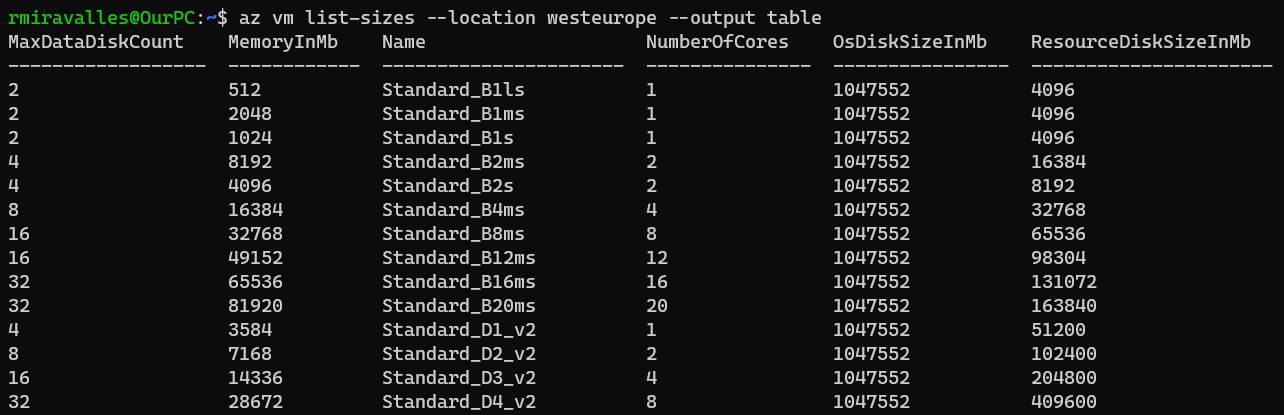 rmiravalles@OurPC:~$ az vm list-sizes --location westeurope --output table
MaxDataDiskCount    MemoryInMb    Name                    NumberOfCores    OsDiskSizeInMb    ResourceDiskSizeInMb
------------------  ------------  ----------------------  ---------------  ----------------  ----------------------
2                   512           Standard_B1ls           1                1047552           4096
2                   2048          Standard_B1ms           1                1047552           4096
2                   1024          Standard_B1s            1                1047552           4096
4                   8192          Standard_B2ms           2                1047552           16384
4                   4096          Standard_B2s            2                1047552           8192
8                   16384         Standard_B4ms           4                1047552           32768
16                  32768         Standard_B8ms           8                1047552           65536
16                  49152         Standard_B12ms          12               1047552           98304
32                  65536         Standard_B16ms          16               1047552           131072
32                  81920         Standard_B20ms          20               1047552           163840
4                   3584          Standard_D1_v2          1                1047552           51200
8                   7168          Standard_D2_v2          2                1047552           102400
16                  14336         Standard_D3_v2          4                1047552           204800
32                  28672         Standard_D4_v2          8                1047552           409600